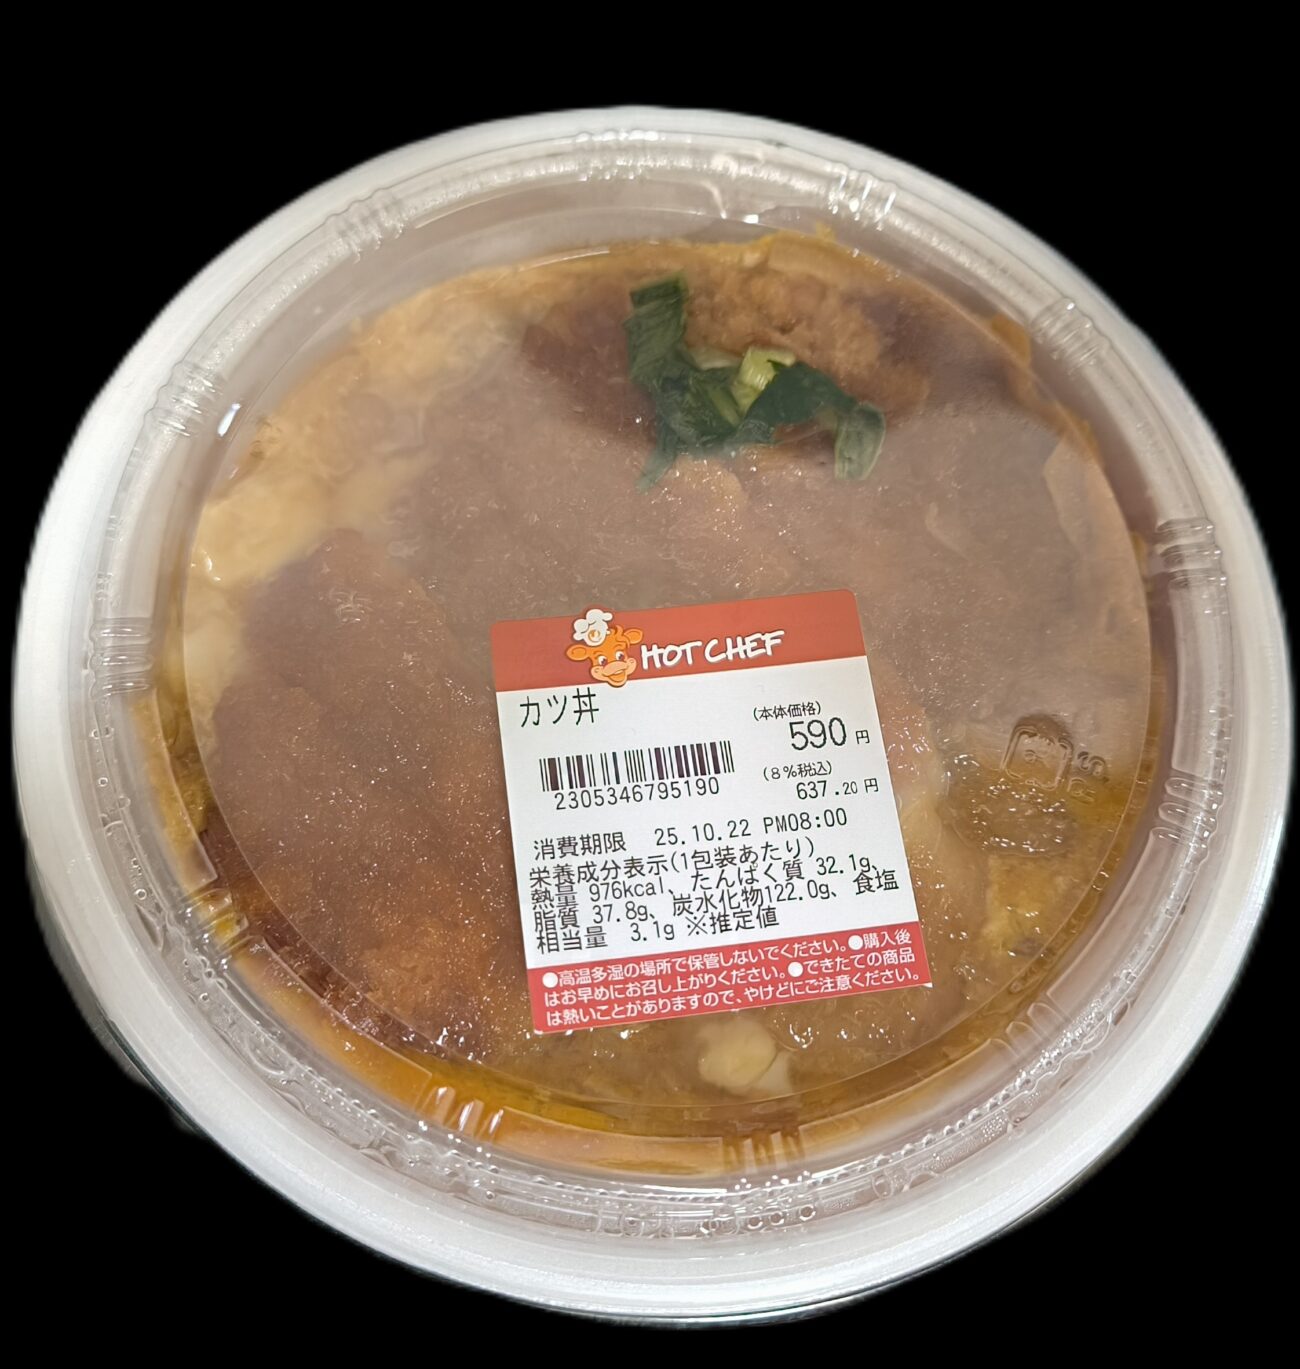 HOT CHEF
カツ丼
(本体価格)
590 円
(8%税込)
637.20 円
2305346795190
消費期限 25.10.22 PM08:00
栄養成分表示(1包装あたり)
熱量 976kcal、たんぱく質 32.1g、
脂質 37.8g、炭水化物122.0g、食塩
相当量 3.1g ※推定値
●高温多湿の場所で保管しないでください。●購入後
はお早めにお召し上がりください。●できたての商品
は熱いことがありますので、やけどにご注意ください。